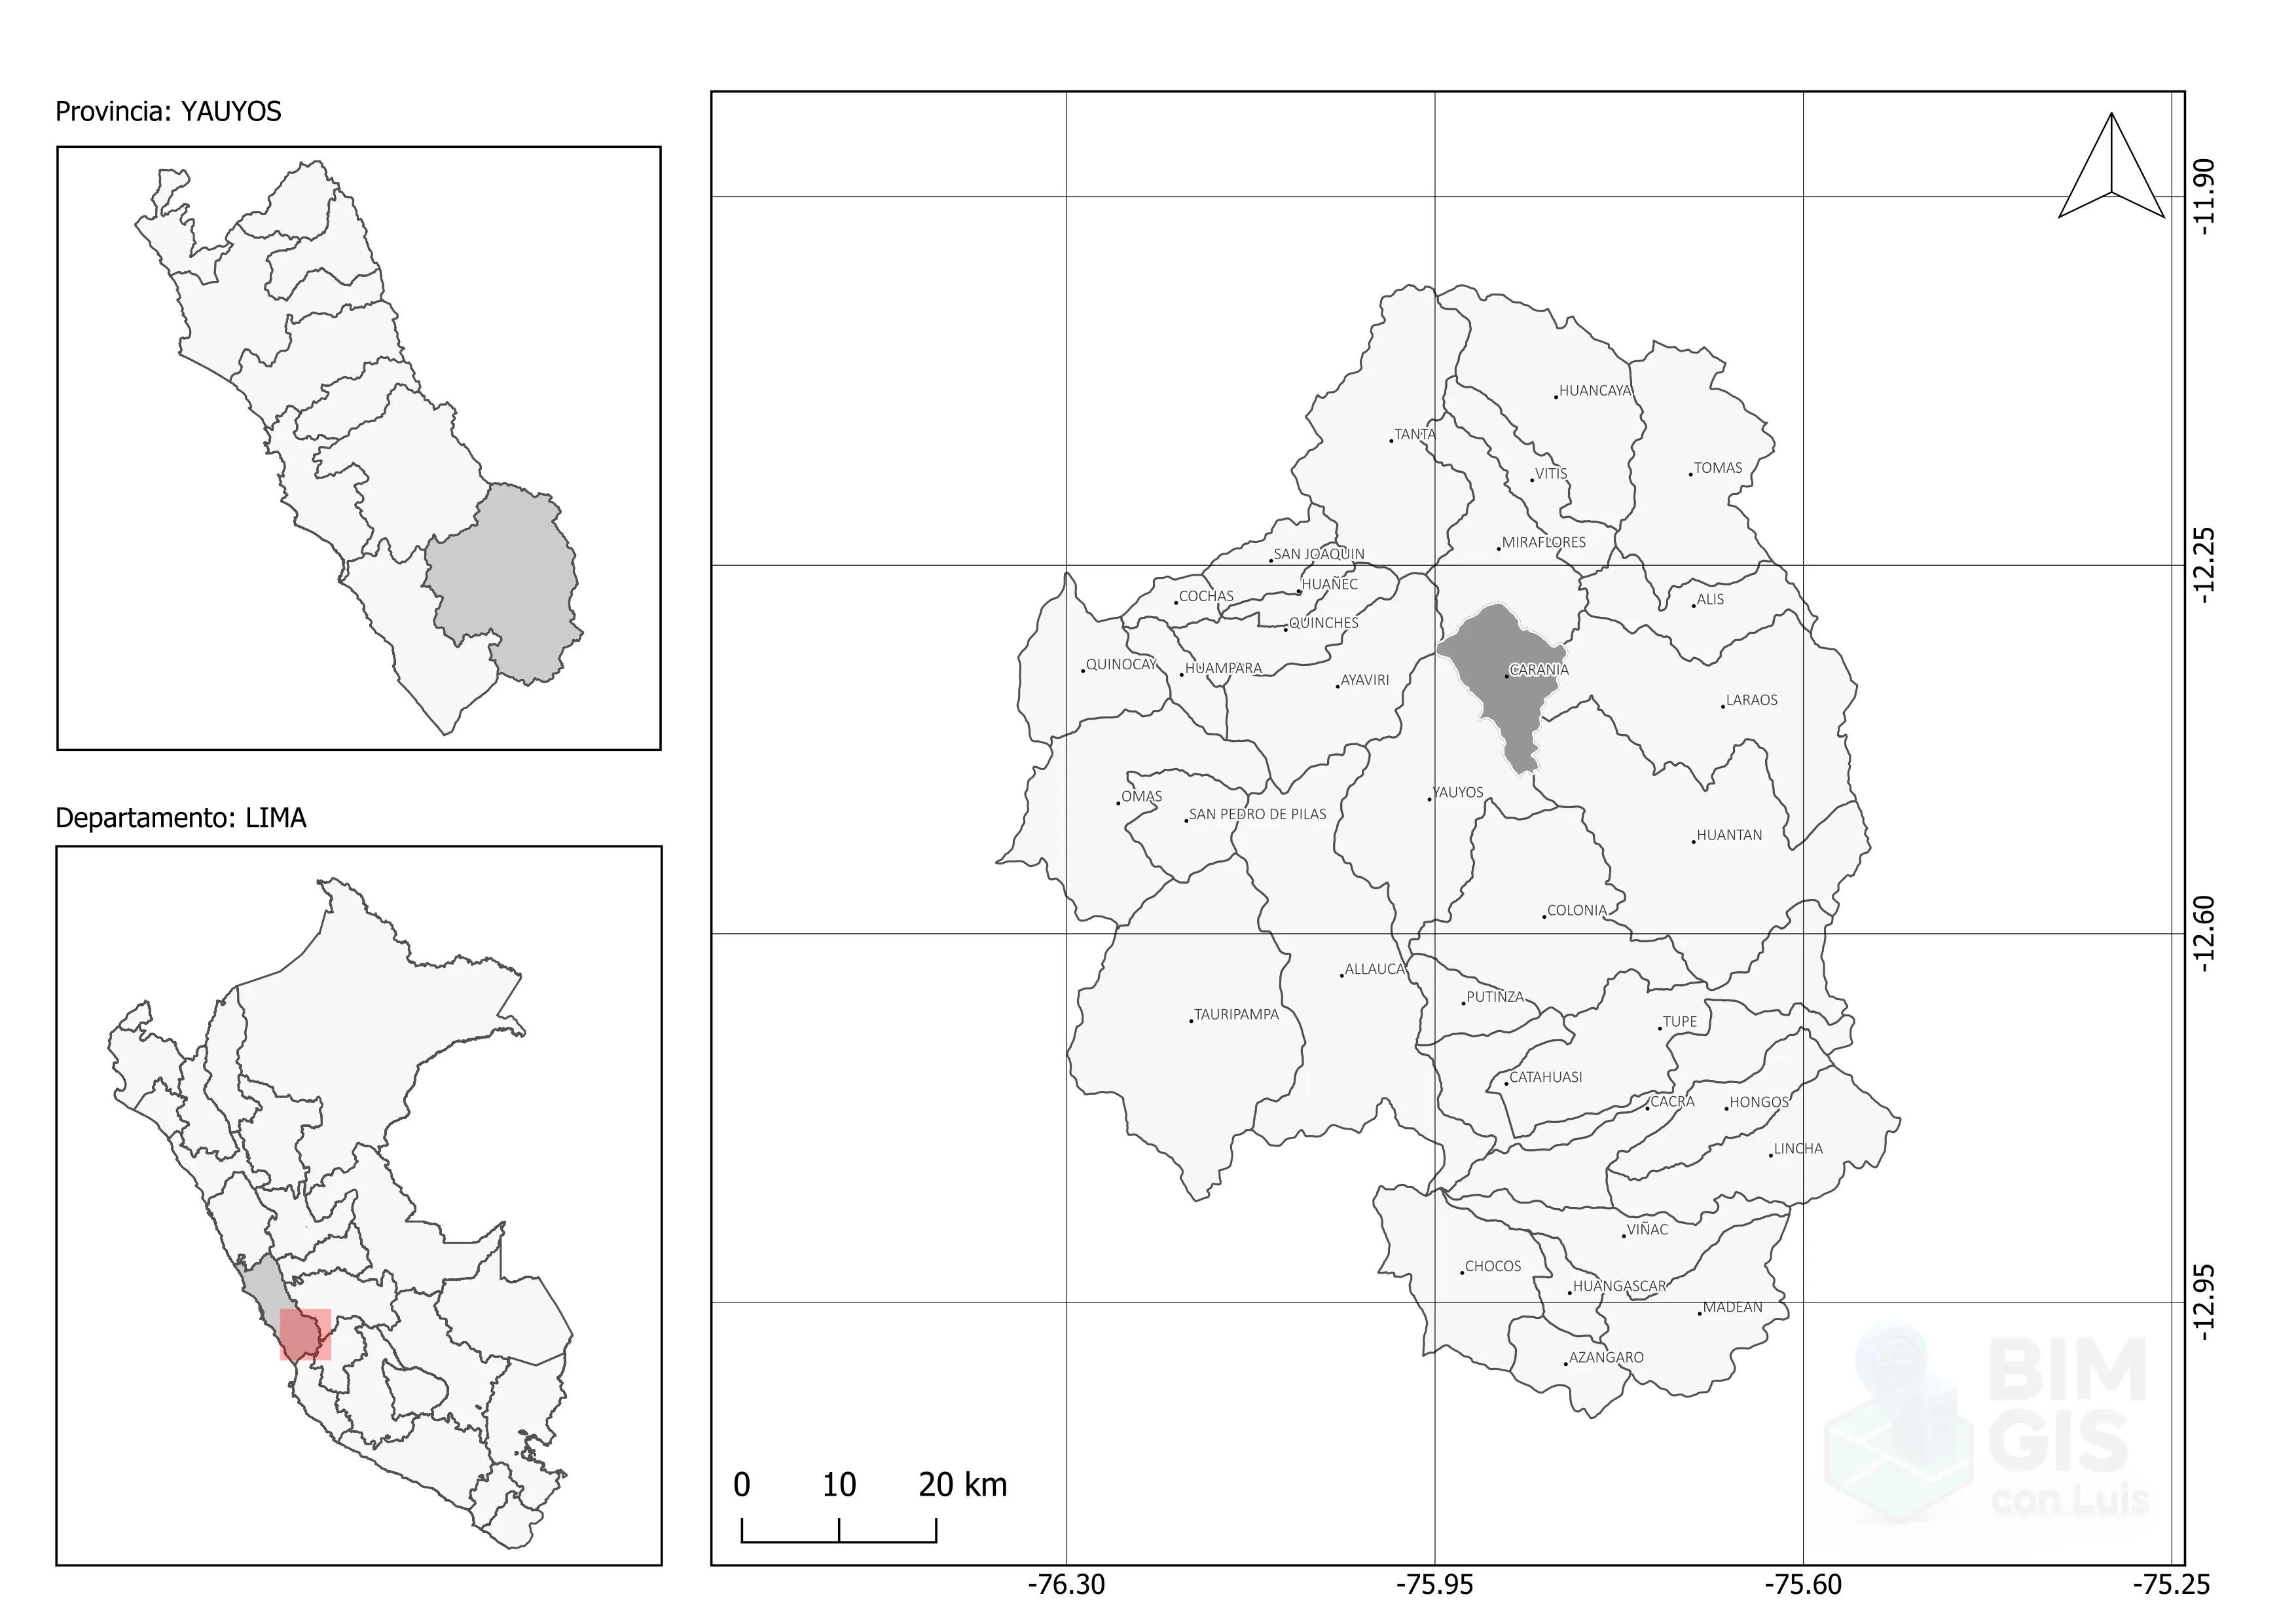 Provincia: YAUYOS
Departamento: LIMA
HUANCAYA
TANTA
TOMAS
VITIS
MIRAFLORES
SAN JOAQUIN
HUAÑEC
COCHAS
ALIS
QUINCHES
QUINOCAY
HUAMPARA
CARANIA
AYAVIRI
LARAOS
YAUYOS
OMAS
SAN PEDRO DE PILAS
HUANTAN
COLONIA
ALLAUCA
PUTINZA
TAURIPAMPA
TUPE
CATAHUASI
CACRA
HONGOS
LINCHA
VIÑAC
CHOCOS
HUANGASCAR
MADEAN
AZANGARO
-11.90
-12.25
-12.60
-12.95
BIM
GIS
con Luis
0 10 20 km
-76.30 -75.95 -75.60 -75.25